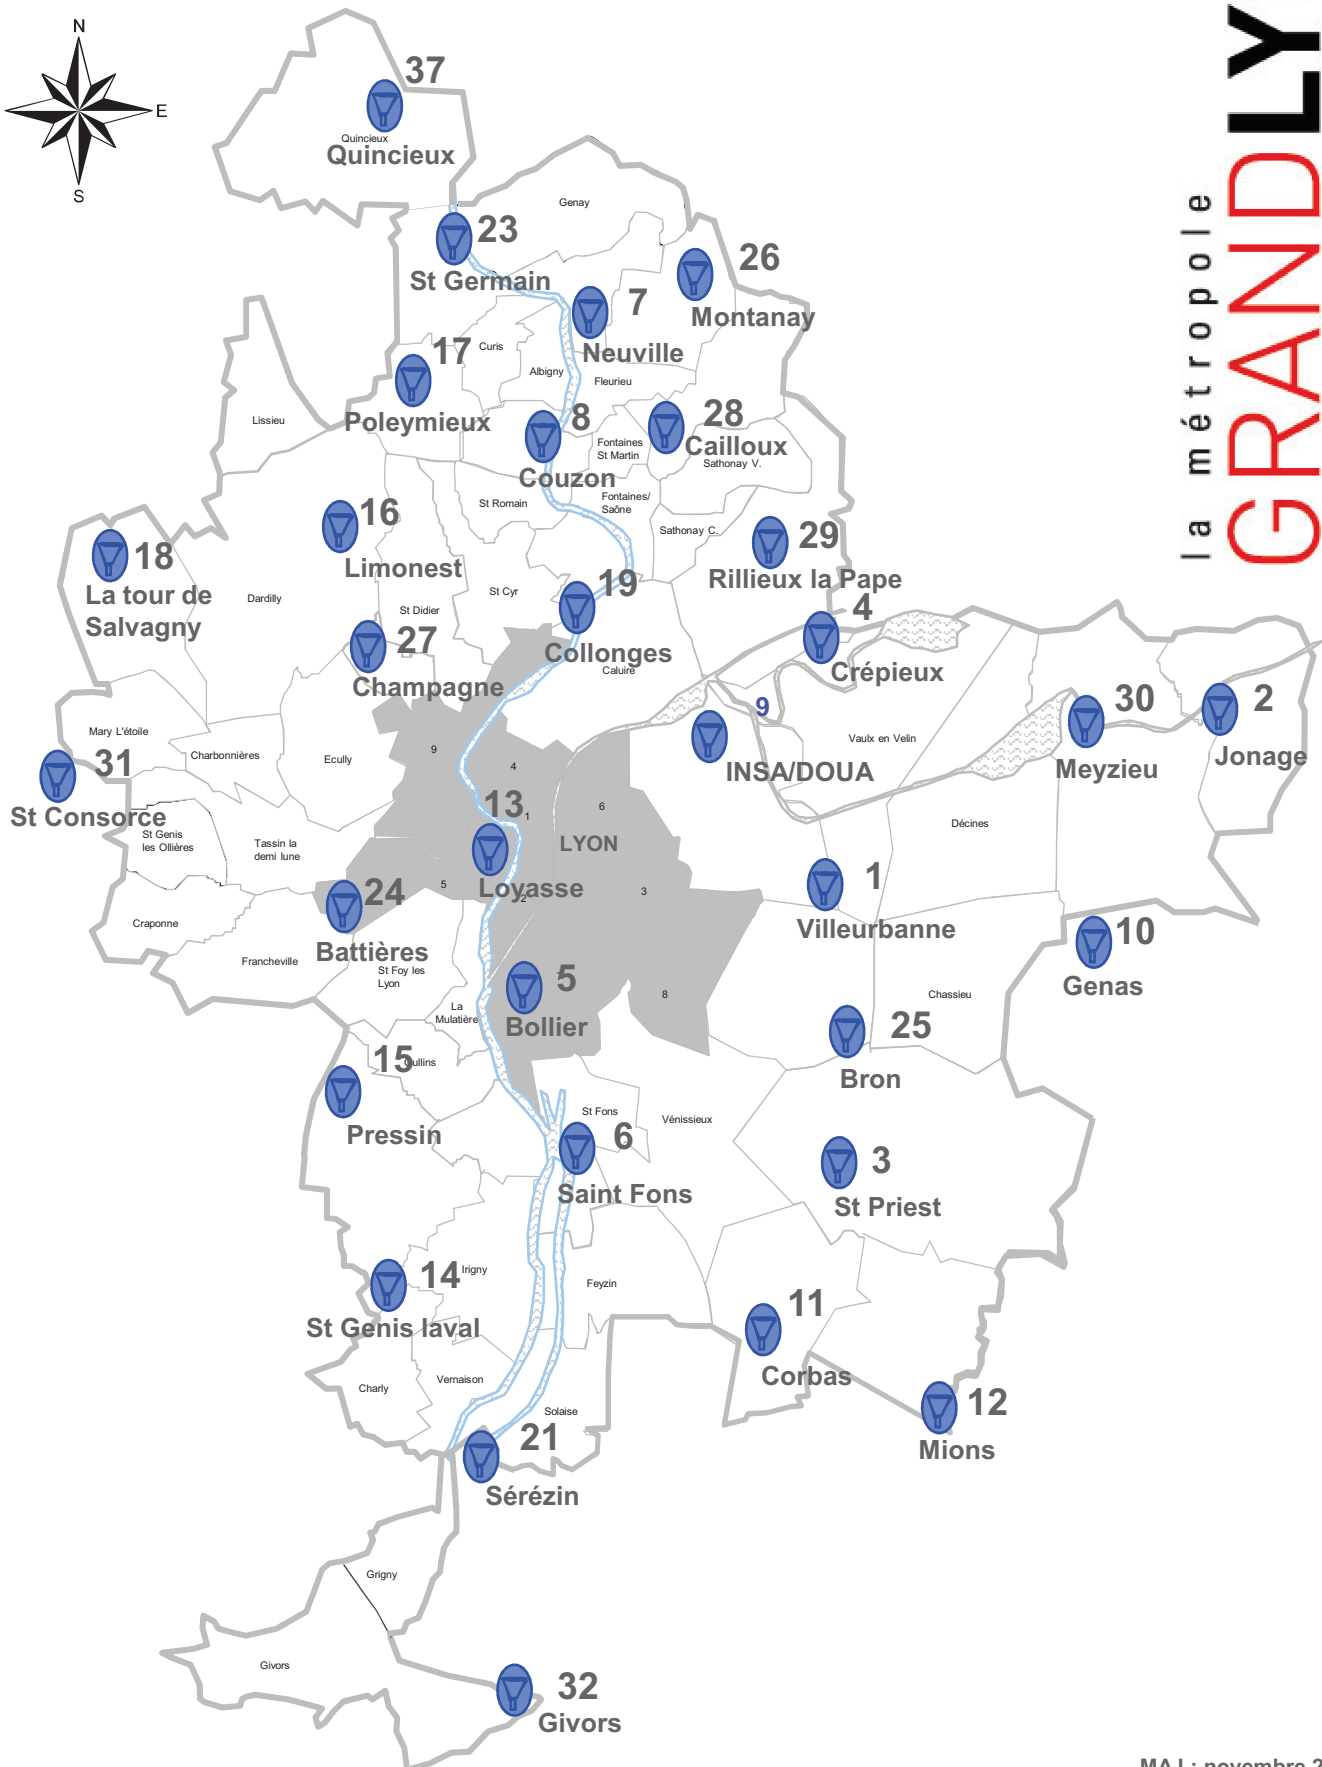 N
E
S
la métropole
GRANDLY
37
Quincieux
Quincieux
Genay
23
St Germain
26
Montanay
7
Neuville
17
Curis
Albigny
Fleurieu
Poleymieux
Lissieu
8
Couzon
Fontaines
St Martin
28
Cailloux
Sathonay V.
St Romain
Fontaines/
Saône
Sathonay C.
16
Limonest
29
Rillieux la Pape
18
La tour de
Salvagny
Dardilly
St Cyr
St Didier
19
Collonges
Caluire
4
Crépieux
27
Champagne
9
INSA/DOUA
Vaulx en Velin
30
Meyzieu
2
Jonage
Mary L'étoile
Charbonnières
Ecully
31
St Consorce
St Genis
les Ollières
Tassin la
demi lune
9
4
1
6
13
Loyasse
LYON
5
2
3
Décines
1
Villeurbanne
24
Battières
Craponne
Francheville
St Foy les
Lyon
La
Mulatière
10
Genas
7
5
Bollier
8
Chassieu
25
Bron
15
Oullins
Pressin
St Fons
Vénissieux
6
Saint Fons
3
St Priest
14
Irigny
St Genis laval
Feyzin
11
Corbas
Charly
Vernaison
Solaise
12
Mions
21
Sérézin
Grigny
Givors
32
Givors
MAJ : novembre 2